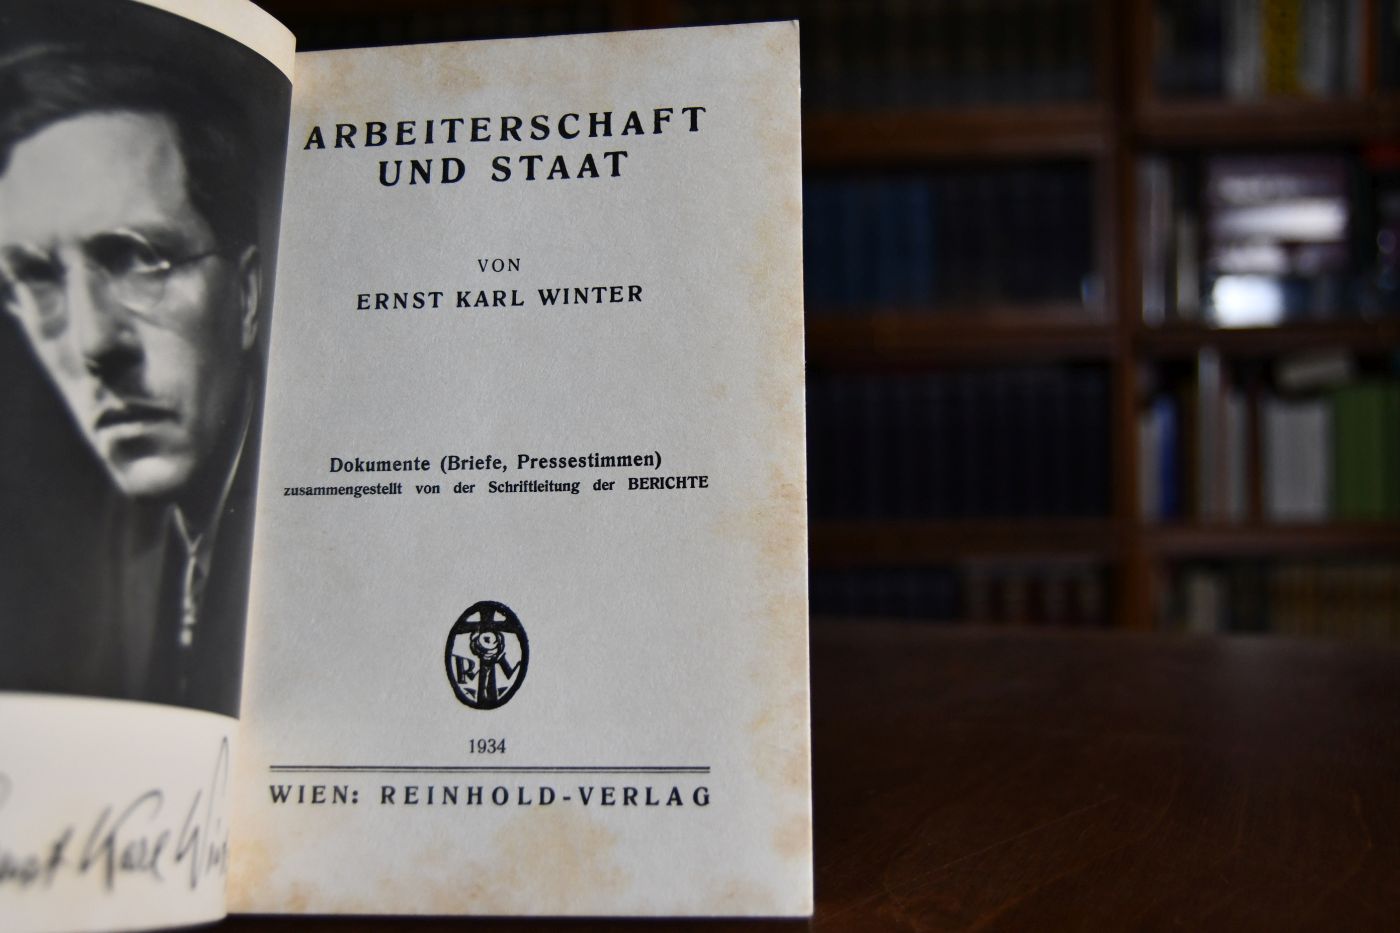 ARBEITERSCHAFT
UND STAAT
VON
ERNST KARL WINTER
Dokumente (Briefe, Pressestimmen)
zusammengestellt von der Schriftleitung der BERICHTE
R V
1934
WIEN: REINHOLD-VERLAG
Karl